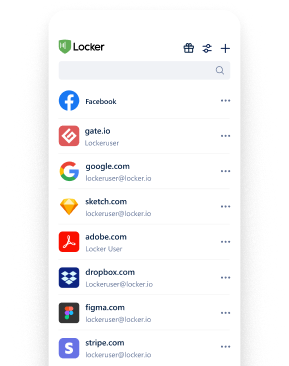 Locker
Facebook
gate.io
Lockeruser
google.com
lockeruser@locker.io
sketch.com
lockeruser@locker.io
adobe.com
Locker User
dropbox.com
Lockeruser@locker.io
figma.com
lockeruser@locker.io
stripe.com
lockeruser@locker.io